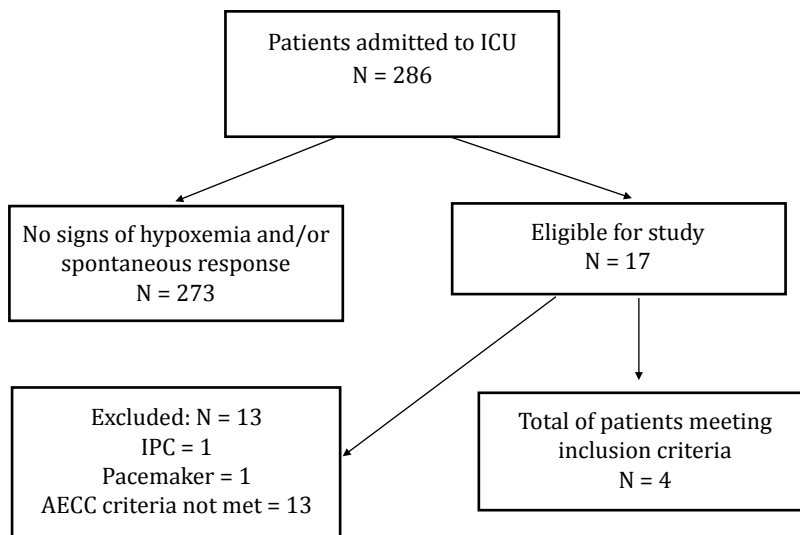 Patients admitted to ICU
N = 286
No signs of hypoxemia and/or
spontaneous response
N = 273
Eligible for study
N = 17
Excluded: N = 13
IPC = 1
Pacemaker = 1
AECC criteria not met = 13
Total of patients meeting
inclusion criteria
N = 4